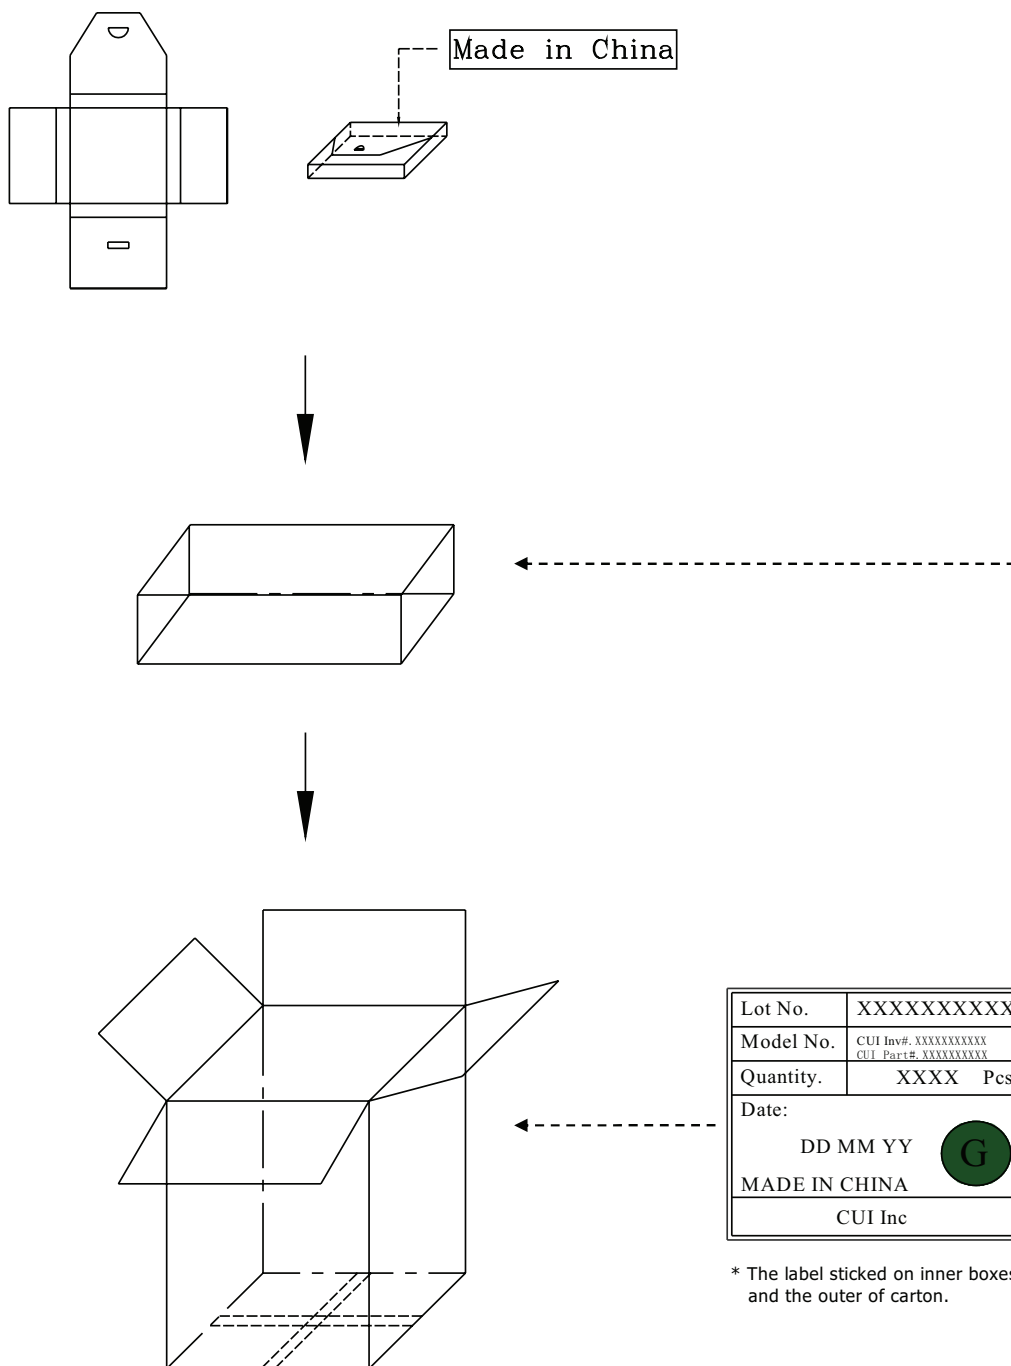 Made in China
Lot No. XXXXXXXXXX
Model No. CUI Inv#. XXXXXXXXXXX
CUI Part#. XXXXXXXXXX
Quantity. XXXX Pcs
Date:
DD MM YY
G
MADE IN CHINA
CUI Inc
* The label sticked on inner boxes
and the outer of carton.